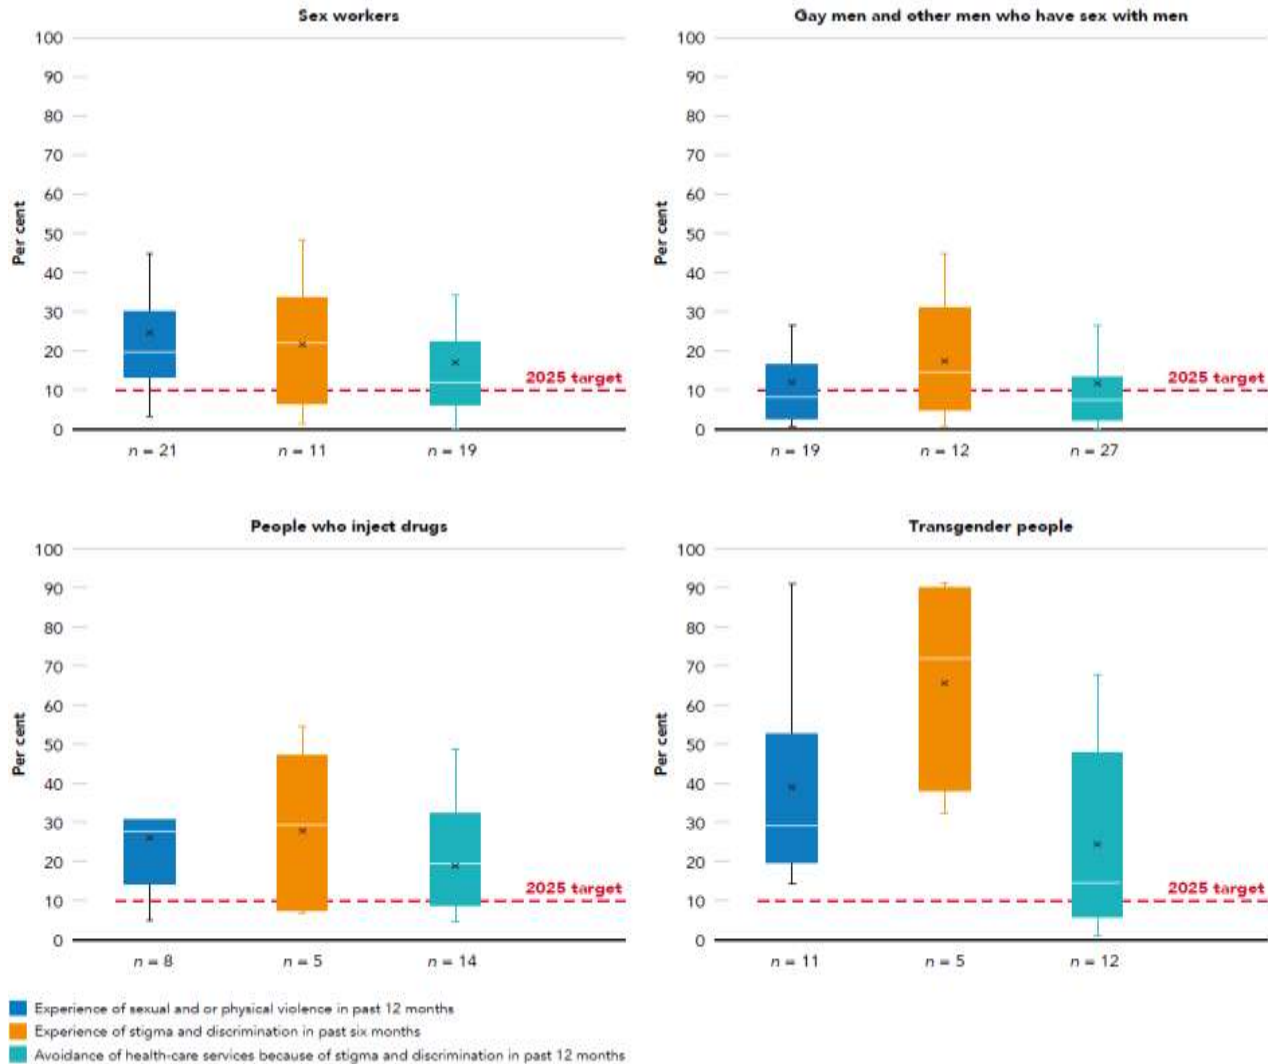 Sex workers
100
90
80
70
60
50
40
30
20
10
0
Per cent
2025 target
n = 21
n = 11
n = 19
Gay men and other men who have sex with men
100
90
80
70
60
50
40
30
20
10
0
Per cent
2025 target
n = 19
n = 12
n = 27
People who inject drugs
100
90
80
70
60
50
40
30
20
10
0
Per cent
2025 target
n = 8
n = 5
n = 14
Transgender people
100
90
80
70
60
50
40
30
20
10
0
Per cent
2025 target
n = 11
n = 5
n = 12
Experience of sexual and or physical violence in past 12 months
Experience of stigma and discrimination in past six months
Avoidance of health-care services because of stigma and discrimination in past 12 months